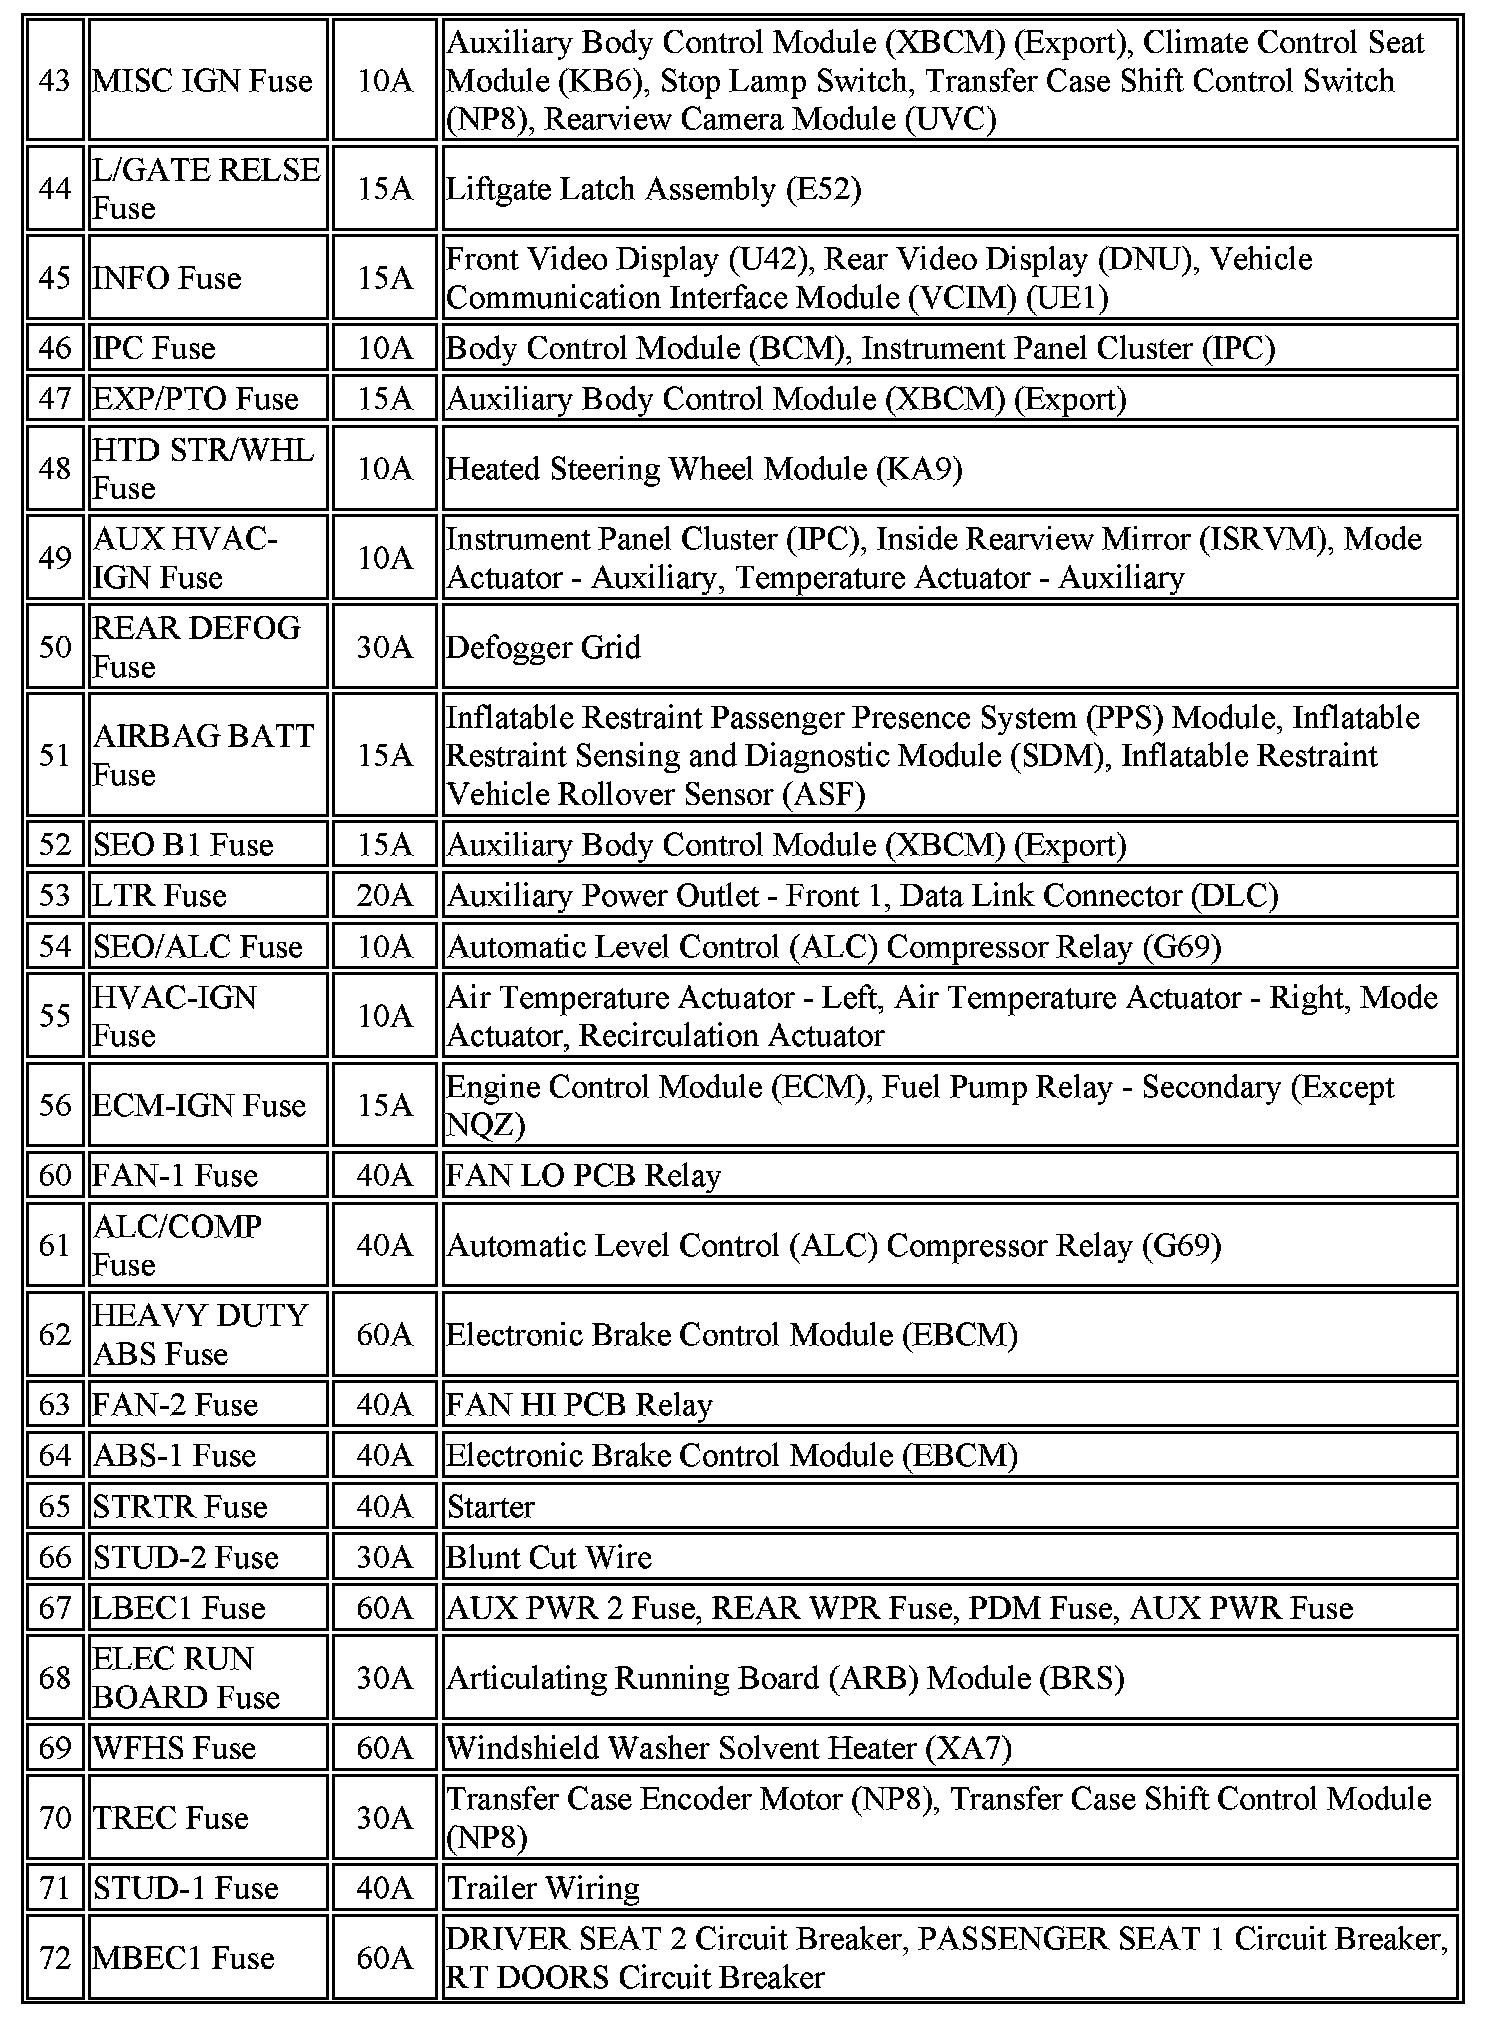 43 MISC IGN Fuse 10A Auxiliary Body Control Module (XBCM) (Export), Climate Control Seat
Module (KB6), Stop Lamp Switch, Transfer Case Shift Control Switch
(NP8), Rearview Camera Module (UVC)
44 L/GATE RELSE
Fuse 15A Liftgate Latch Assembly (E52)
45 INFO Fuse 15A Front Video Display (U42), Rear Video Display (DNU), Vehicle
Communication Interface Module (VCIM) (UE1)
46 IPC Fuse 10A Body Control Module (BCM), Instrument Panel Cluster (IPC)
47 EXP/PTO Fuse 15A Auxiliary Body Control Module (XBCM) (Export)
48 HTD STR/WHL
Fuse 10A Heated Steering Wheel Module (KA9)
49 AUX HVAC-
IGN Fuse 10A Instrument Panel Cluster (IPC), Inside Rearview Mirror (ISRVM), Mode
Actuator - Auxiliary, Temperature Actuator - Auxiliary
50 REAR DEFOG
Fuse 30A Defogger Grid
51 AIRBAG BATT
Fuse 15A Inflatable Restraint Passenger Presence System (PPS) Module, Inflatable
Restraint Sensing and Diagnostic Module (SDM), Inflatable Restraint
Vehicle Rollover Sensor (ASF)
52 SEO B1 Fuse 15A Auxiliary Body Control Module (XBCM) (Export)
53 LTR Fuse 20A Auxiliary Power Outlet - Front 1, Data Link Connector (DLC)
54 SEO/ALC Fuse 10A Automatic Level Control (ALC) Compressor Relay (G69)
55 HVAC-IGN
Fuse 10A Air Temperature Actuator - Left, Air Temperature Actuator - Right, Mode
Actuator, Recirculation Actuator
56 ECM-IGN Fuse 15A Engine Control Module (ECM), Fuel Pump Relay - Secondary (Except
NQZ)
60 FAN-1 Fuse 40A FAN LO PCB Relay
61 ALC/COMP
Fuse 40A Automatic Level Control (ALC) Compressor Relay (G69)
62 HEAVY DUTY
ABS Fuse 60A Electronic Brake Control Module (EBCM)
63 FAN-2 Fuse 40A FAN HI PCB Relay
64 ABS-1 Fuse 40A Electronic Brake Control Module (EBCM)
65 STRTR Fuse 40A Starter
66 STUD-2 Fuse 30A Blunt Cut Wire
67 LBEC1 Fuse 60A AUX PWR 2 Fuse, REAR WPR Fuse, PDM Fuse, AUX PWR Fuse
68 ELEC RUN
BOARD Fuse 30A Articulating Running Board (ARB) Module (BRS)
69 WFHS Fuse 60A Windshield Washer Solvent Heater (XA7)
70 TREC Fuse 30A Transfer Case Encoder Motor (NP8), Transfer Case Shift Control Module
(NP8)
71 STUD-1 Fuse 40A Trailer Wiring
72 MBEC1 Fuse 60A DRIVER SEAT 2 Circuit Breaker, PASSENGER SEAT 1 Circuit Breaker,
RT DOORS Circuit Breaker